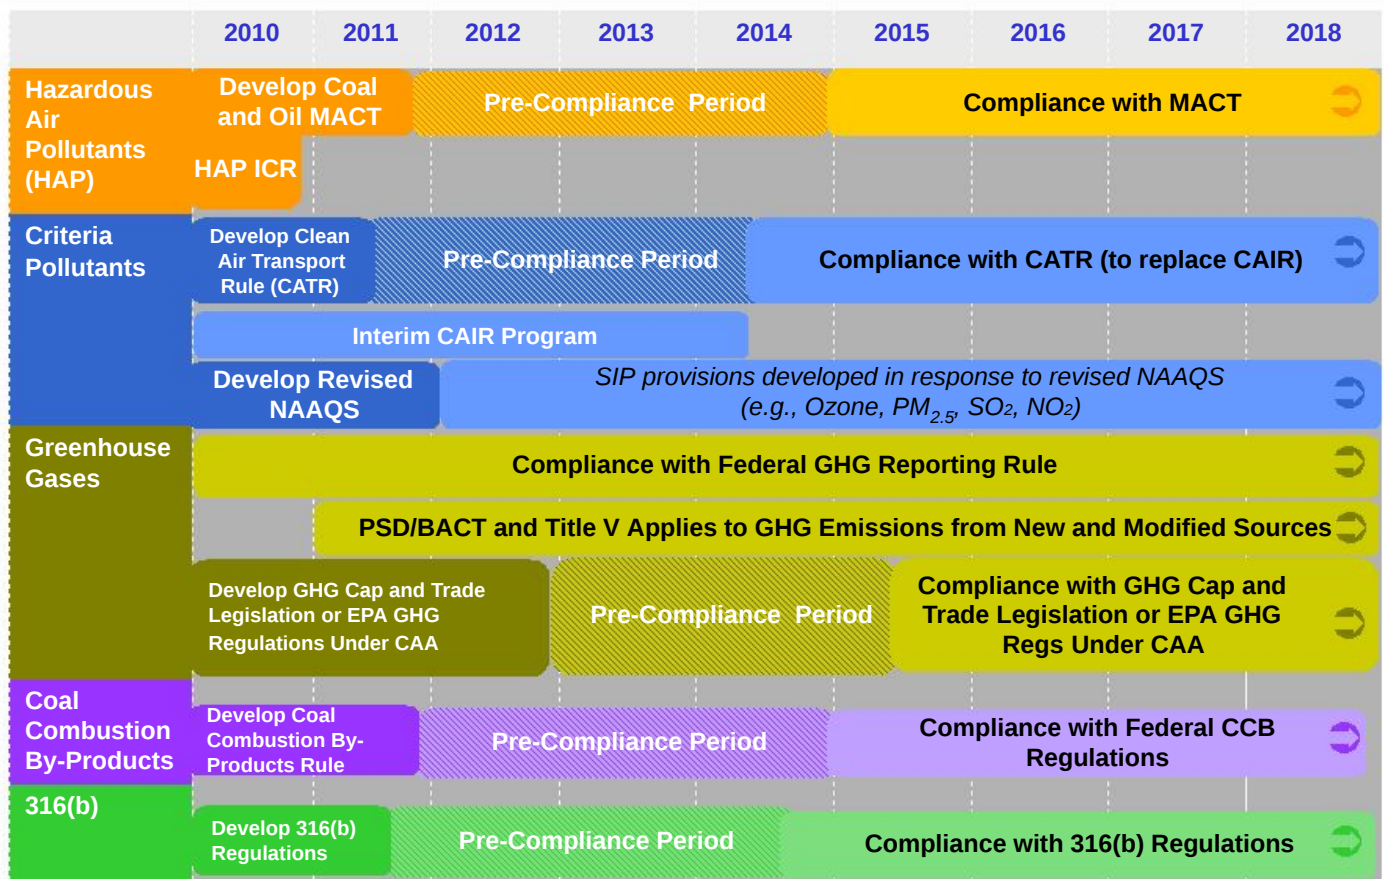 2010 2011 2012 2013 2014 2015 2016 2017 2018
Hazardous
Air
Pollutants
(HAP)
Develop Coal
and Oil MACT
Pre-Compliance Period
Compliance with MACT
HAP ICR
Criteria
Pollutants
Develop Clean
Air Transport
Rule (CATR)
Pre-Compliance Period
Compliance with CATR (to replace CAIR)
Interim CAIR Program
Develop Revised
NAAQS
SIP provisions developed in response to revised NAAQS
(e.g., Ozone, PM2.5, SO2, NO2)
Greenhouse
Gases
Compliance with Federal GHG Reporting Rule
PSD/BACT and Title V Applies to GHG Emissions from New and Modified Sources
Develop GHG Cap and Trade
Legislation or EPA GHG
Regulations Under CAA
Pre-Compliance Period
Compliance with GHG Cap and
Trade Legislation or EPA GHG
Regs Under CAA
Coal
Combustion
By-Products
Develop Coal
Combustion By-
Products Rule
Pre-Compliance Period
Compliance with Federal CCB
Regulations
316(b)
Develop 316(b)
Regulations
Pre-Compliance Period
Compliance with 316(b) Regulations